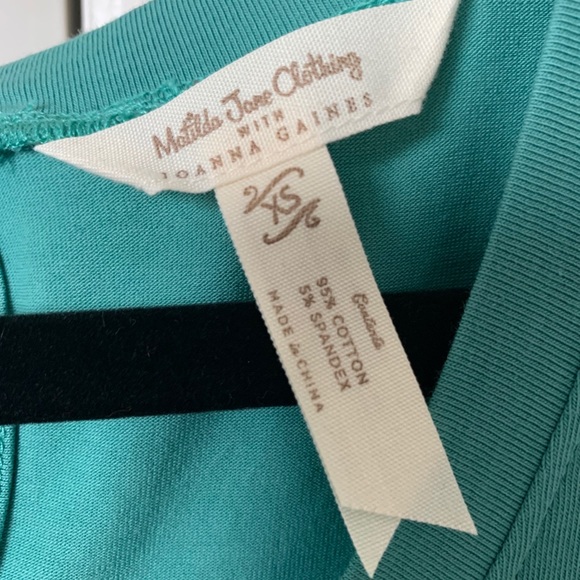 Matilda Jane Clothing
WITH
JOANNA GAINES
XS
Contents
95% COTTON
5% SPANDEX
MADE in CHINA